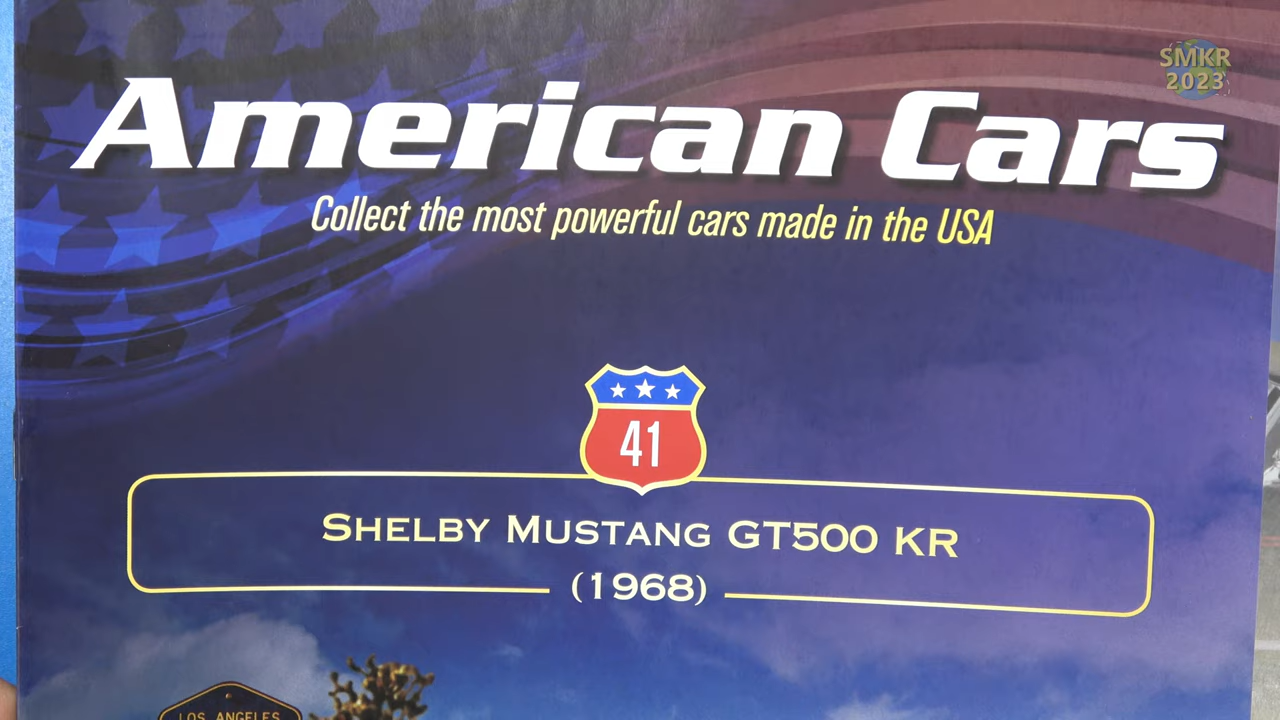 SMKR
2023
American Cars
Collect the most powerful cars made in the USA
41
SHELBY MUSTANG GT500 KR
(1968)
LOS ANGELES